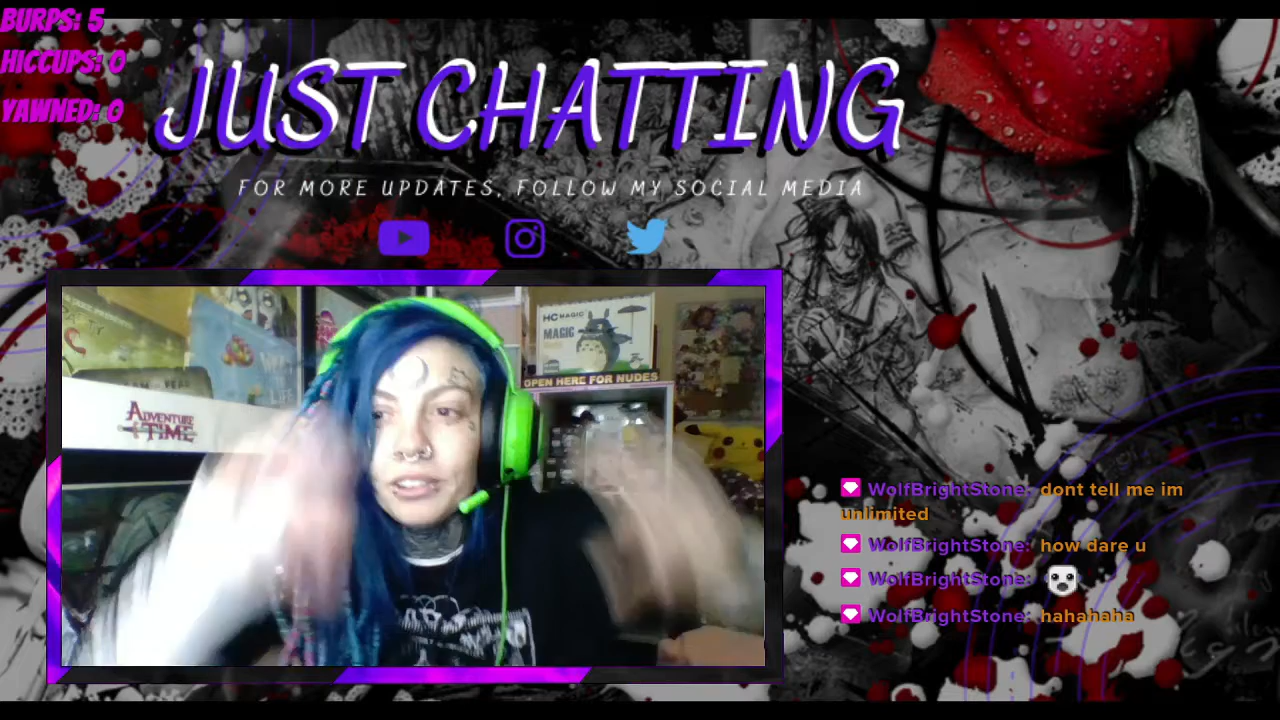 BURPS: 5
HICCUPS: 0
YAWNED: 0
JUST CHATTING
FOR MORE UPDATES, FOLLOW MY SOCIAL MEDIA
HC MAGIC
MAGIC
OPEN HERE FOR NUDES
ADVENTURE
TIME
WolfBrightStone: dont tell me im
unlimited
WolfBrightStone: how dare u
WolfBrightStone:
WolfBrightStone: hahahaha